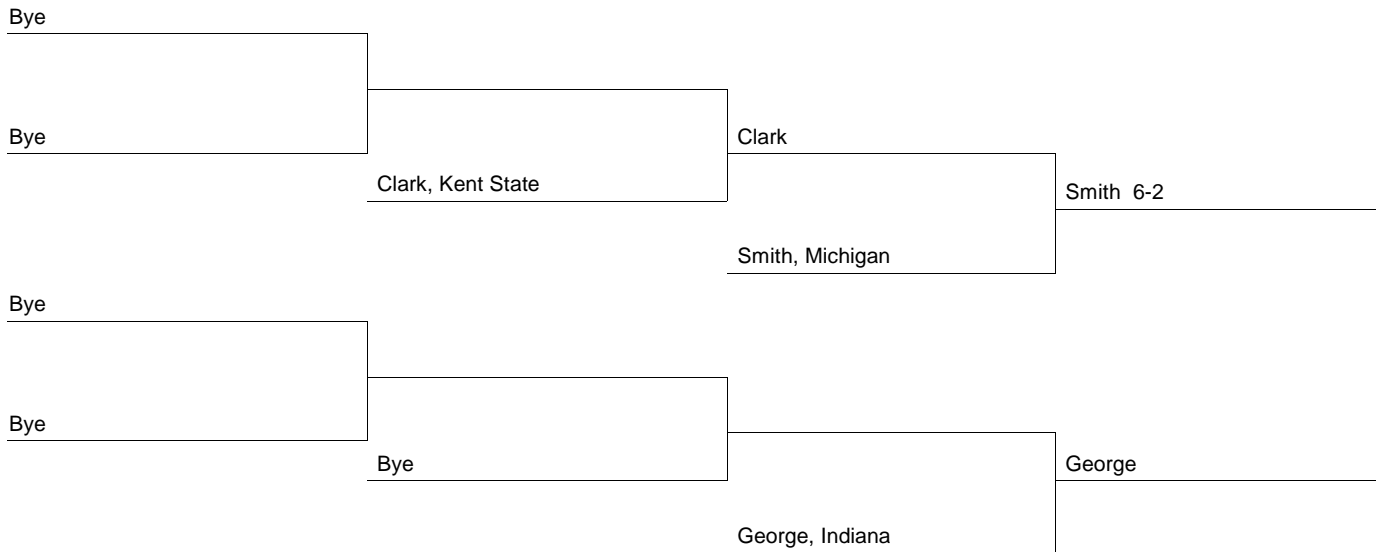 Bye
Bye
Clark
Clark, Kent State
Smith 6-2
Smith, Michigan
Bye
Bye
Bye
George
George, Indiana